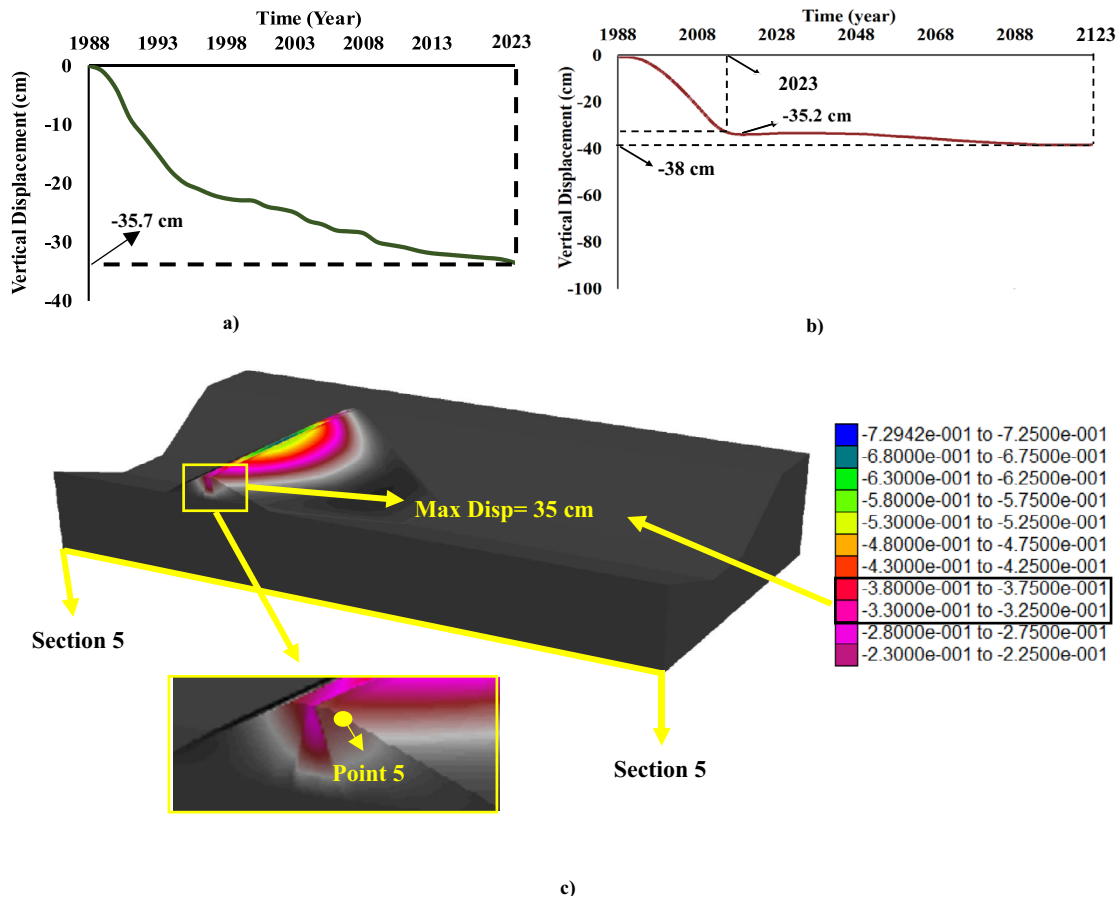 Time (Year)
1988 1993 1998 2003 2008 2013 2023
Vertical Displacement (cm)
0
-10
-20
-30
-40
-35.7 cm
a)
Time (year)
1988 2008 2028 2048 2068 2088 2123
Vertical Displacement (cm)
0
-20
-40
-60
-80
-100
2023
-35.2 cm
-38 cm
b)
Max Disp= 35 cm
-7.2942e-001 to -7.2500e-001
-6.8000e-001 to -6.7500e-001
-6.3000e-001 to -6.2500e-001
-5.8000e-001 to -5.7500e-001
-5.3000e-001 to -5.2500e-001
-4.8000e-001 to -4.7500e-001
-4.3000e-001 to -4.2500e-001
-3.8000e-001 to -3.7500e-001
-3.3000e-001 to -3.2500e-001
-2.8000e-001 to -2.7500e-001
-2.3000e-001 to -2.2500e-001
Section 5
Point 5
Section 5
c)